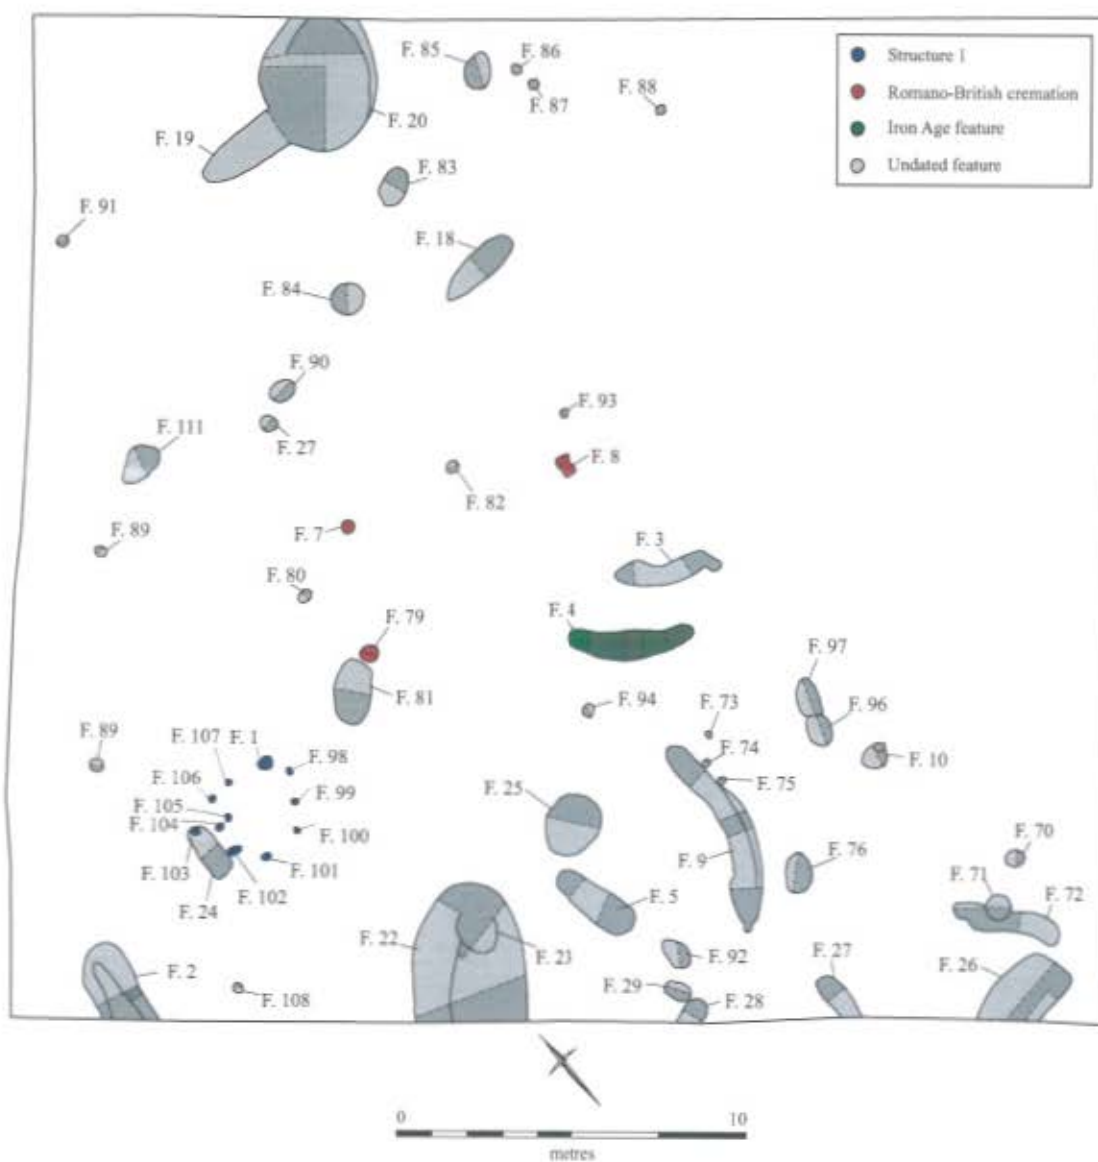 F. 85
F. 86
F. 87
F. 88
Structure 1
Romano-British cremation
Iron Age feature
Undated feature
F. 20
F. 19
F. 83
F. 91
F. 18
F. 84
F. 90
F. 93
F. 111
F. 27
F. 8
F. 82
F. 7
F. 3
F. 89
F. 80
F. 4
F. 79
F. 97
F. 81
F. 94
F. 73
F. 96
F. 89
F. 107
F. 1
F. 98
F. 74
F. 10
F. 106
F. 99
F. 75
F. 105
F. 25
F. 104
F. 100
F. 70
F. 103
F. 101
F. 9
F. 76
F. 71
F. 102
F. 72
F. 24
F. 5
F. 22
F. 23
F. 2
F. 92
F. 27
F. 26
F. 29
F. 108
F. 28
0 10
metres